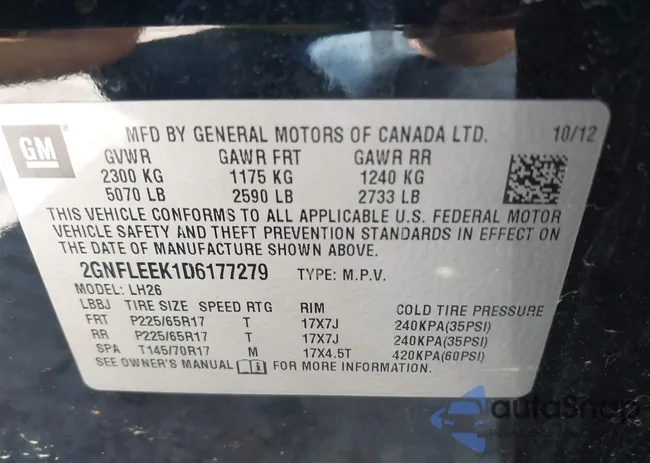 GM
MFD BY GENERAL MOTORS OF CANADA LTD. 10/12
GVWR GAWR FRT GAWR RR
2300 KG 1175 KG 1240 KG
5070 LB 2590 LB 2733 LB
THIS VEHICLE CONFORMS TO ALL APPLICABLE U.S. FEDERAL MOTOR
VEHICLE SAFETY AND THEFT PREVENTION STANDARDS IN EFFECT ON
THE DATE OF MANUFACTURE SHOWN ABOVE.
2GNFLEEK1D6177279 TYPE: M.P.V.
MODEL: LH26
LBBJ TIRE SIZE SPEED RTG RIM COLD TIRE PRESSURE
FRT P225/65R17 T 17X7J 240KPA(35PSI)
RR P225/65R17 T 17X7J 240KPA(35PSI)
SPA T145/70R17 M 17X4.5T 420KPA(60PSI)
SEE OWNER'S MANUAL FOR MORE INFORMATION.
autoSnap